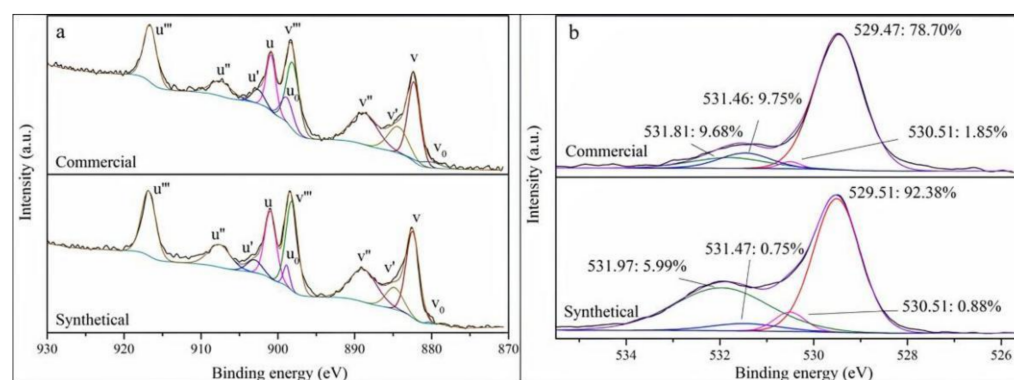 a
u'''
u''
u'
u
u₀
v'''
v''
v'
v
v₀
Commercial
u'''
u''
u'
u
u₀
v'''
v''
v'
v
v₀
Synthetical
Intensity (a.u.)
930 920 910 900 890 880 870
Binding energy (eV)
b
529.47: 78.70%
531.46: 9.75%
531.81: 9.68%
530.51: 1.85%
Commercial
529.51: 92.38%
531.47: 0.75%
531.97: 5.99%
530.51: 0.88%
Synthetical
Intensity (a.u.)
534 532 530 528 526
Binding energy (eV)